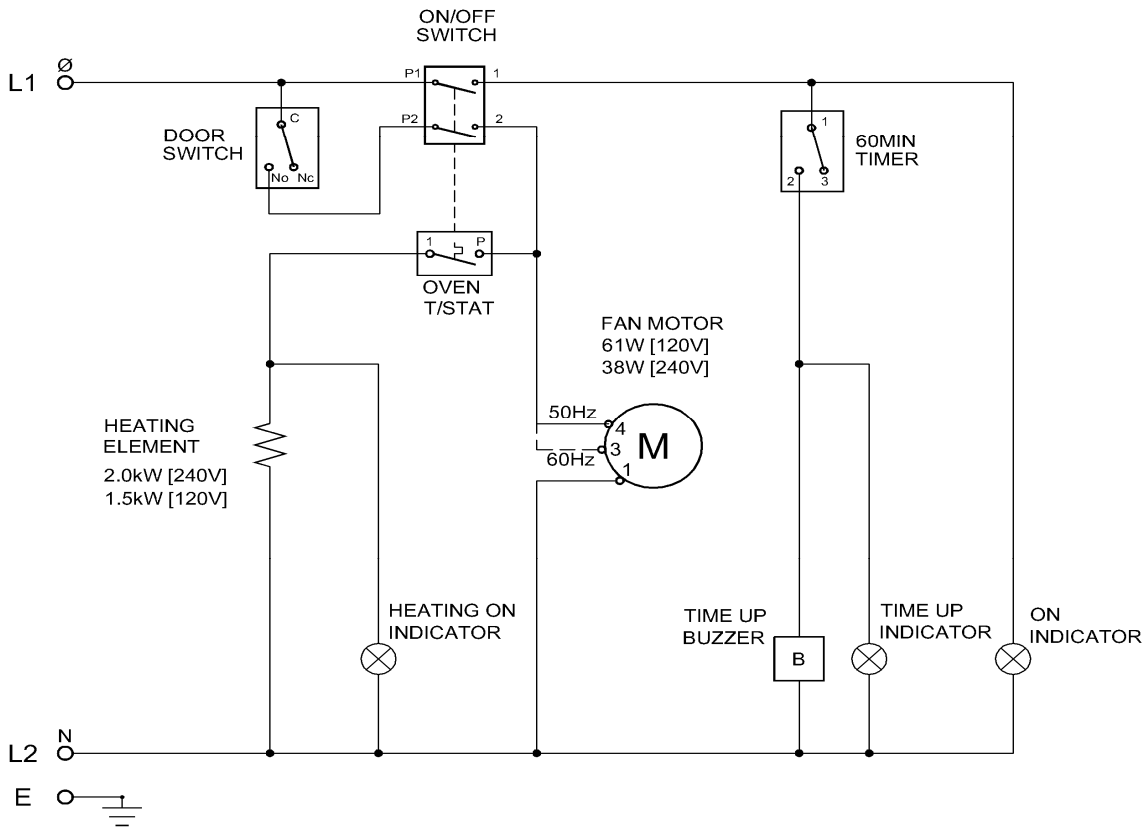 ON/OFF
SWITCH
Ø
L1
P1
1
C
P2
2
DOOR
SWITCH
No
Nc
1
60MIN
TIMER
2
3
1
P
OVEN
T/STAT
FAN MOTOR
61W [120V]
38W [240V]
50Hz
4
M
3
60Hz
1
HEATING
ELEMENT
2.0kW [240V]
1.5kW [120V]
HEATING ON
INDICATOR
TIME UP
BUZZER
B
TIME UP
INDICATOR
ON
INDICATOR
N
L2
E